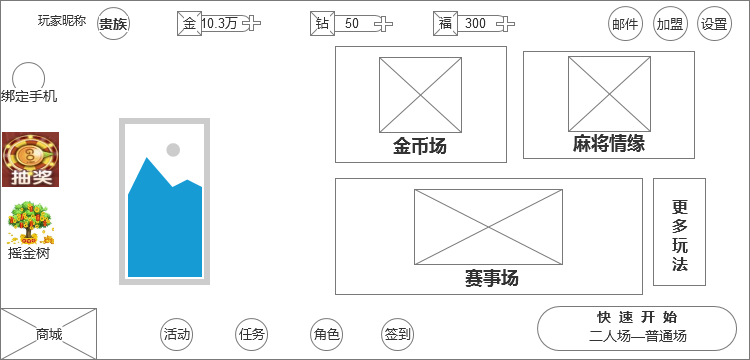 玩家昵称
贵族
金 10.3万
钻 50
福 300
邮件
加盟
设置
绑定手机
抽奖
摇金树
金币场
麻将情缘
赛事场
更多玩法
商城
活动
任务
角色
签到
快速开始
二人场—普通场